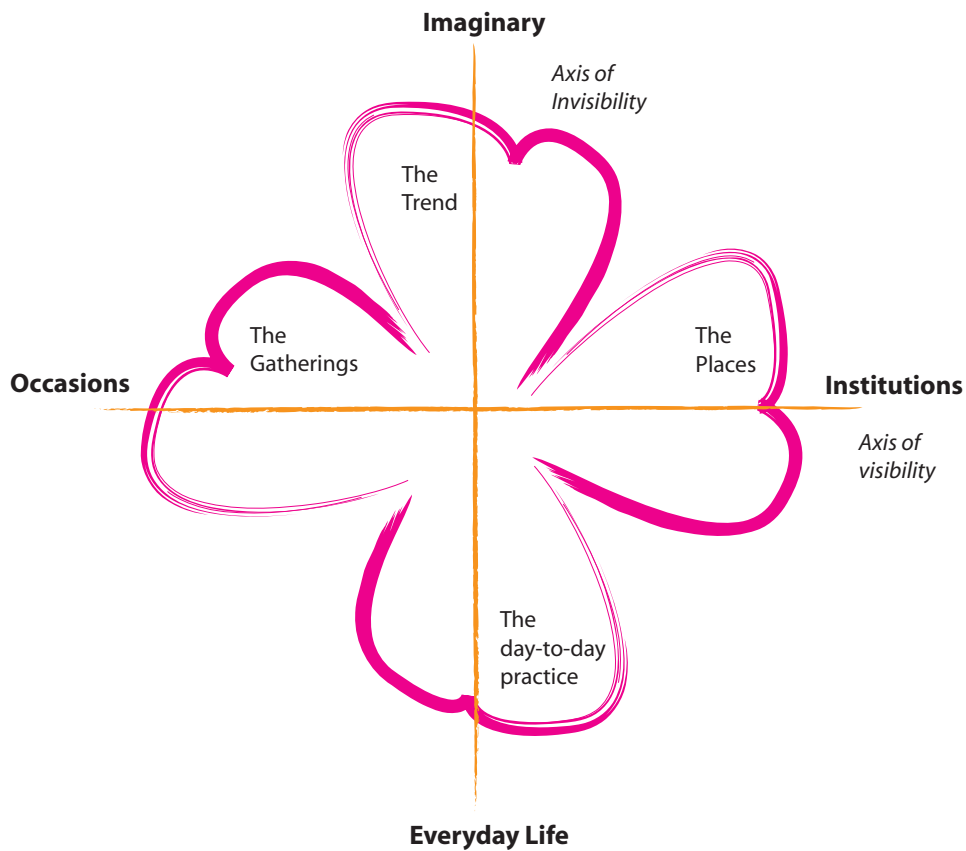 Imaginary
Axis of
Invisibility
The
Trend
The
Gatherings
The
Places
Occasions
Institutions
Axis of
visibility
The
day-to-day
practice
Everyday Life